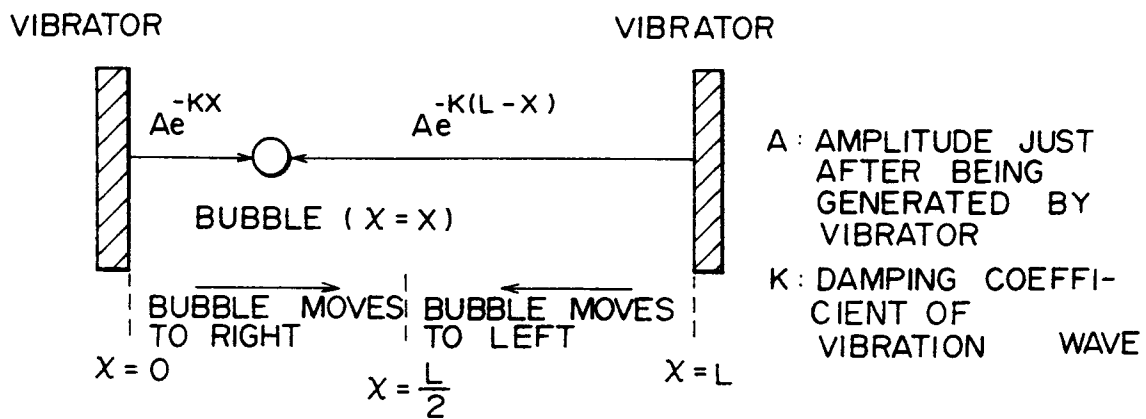 VIBRATOR
VIBRATOR
Ae^-KX
Ae^-K(L-X)
BUBBLE (χ = X)
BUBBLE MOVES
TO RIGHT
BUBBLE MOVES
TO LEFT
χ = 0
χ = L/2
χ = L
A : AMPLITUDE JUST
AFTER BEING
GENERATED BY
VIBRATOR
K : DAMPING COEFFI-
CIENT OF
VIBRATION WAVE